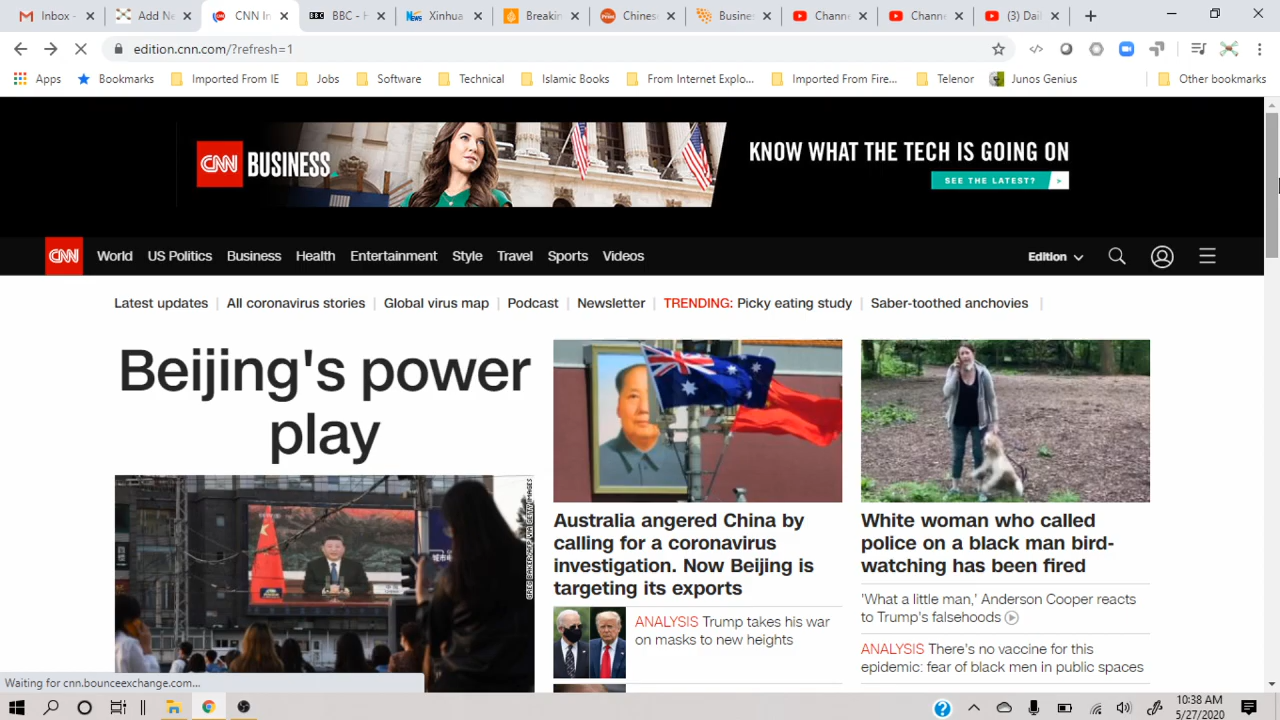 Inbox -
Add Ne
CNN In
BBC - H
Xinhua
Breakin
Chines
Busine
Channe
Chann
(3) Dai
edition.cnn.com/?refresh=1
Apps
Bookmarks
Imported From IE
Jobs
Software
Technical
Islamic Books
From Internet Explo...
Imported From Fire...
Telenor
Junos Genius
Other bookmarks
CNN BUSINESS
KNOW WHAT THE TECH IS GOING ON
SEE THE LATEST? >
CNN World US Politics Business Health Entertainment Style Travel Sports Videos Edition
Latest updates All coronavirus stories Global virus map Podcast Newsletter TRENDING: Picky eating study Saber-toothed anchovies
Beijing's power
play
GREG BAKER/AFP VIA GETTY IMAGES
Australia angered China by
calling for a coronavirus
investigation. Now Beijing is
targeting its exports
ANALYSIS Trump takes his war
on masks to new heights
White woman who called
police on a black man bird-
watching has been fired
'What a little man,' Anderson Cooper reacts
to Trump's falsehoods
ANALYSIS There's no vaccine for this
epidemic: fear of black men in public spaces
Waiting for cnn.bounceexchange.com...
10:38 AM
5/27/2020